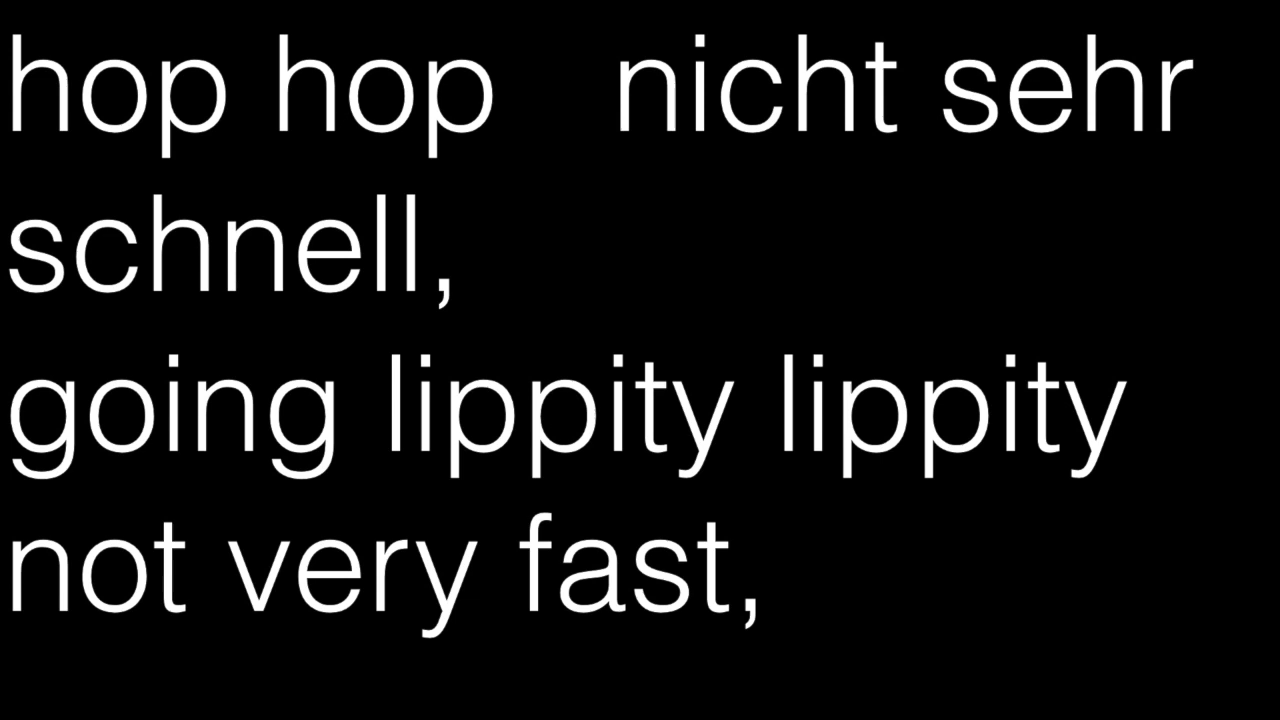 hop hop   nicht sehr
schnell,
going lippity lippity
not very fast,